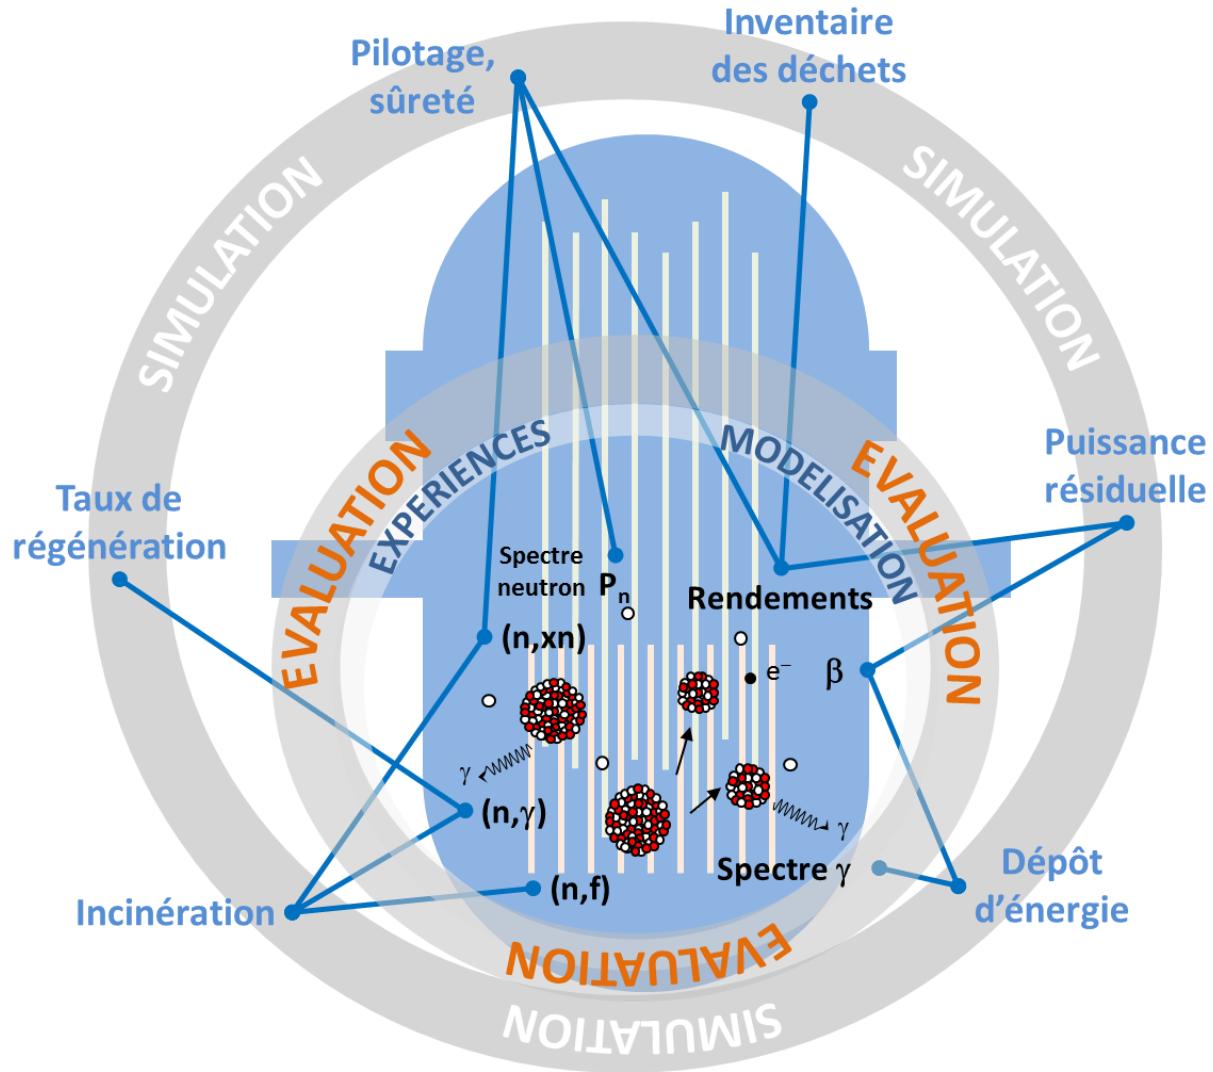 Pilotage,
sûreté
Inventaire
des déchets
SIMULATION
SIMULATION
EVALUATION
EXPERIENCES
MODELISATION
EVALUATION
Puissance
résiduelle
Taux de
régénération
Spectre
neutron P_n
Rendements
(n,xn)
e⁻
β
γ
(n,γ)
γ
Spectre γ
(n,f)
Incinération
Dépôt
d’énergie
EVALUATION
SIMULATION